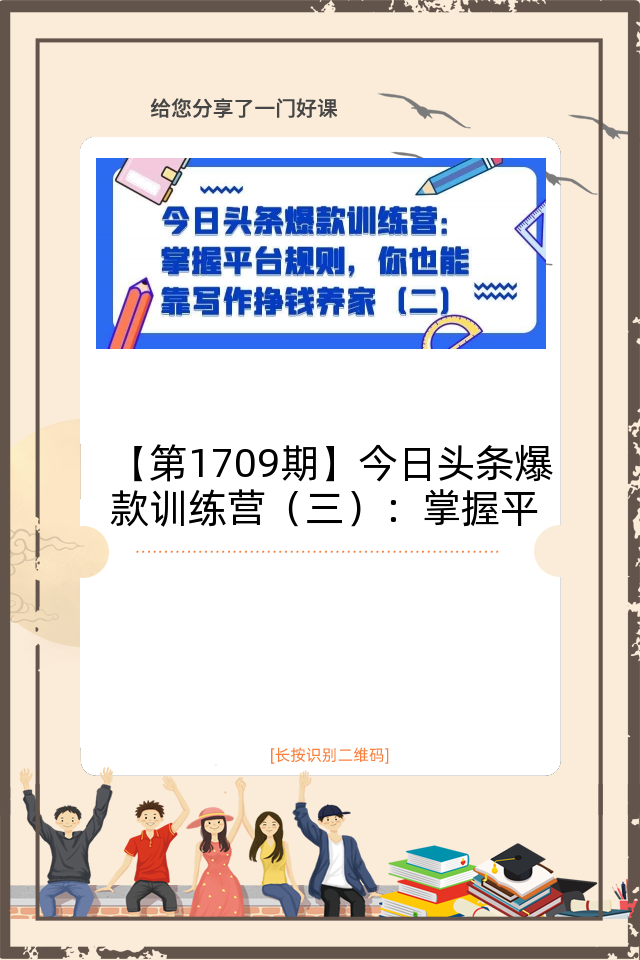 给您分享了一门好课
今日头条爆款训练营：
掌握平台规则，你也能
靠写作挣钱养家（二）
【第1709期】今日头条爆
款训练营（三）：掌握平
[长按识别二维码]